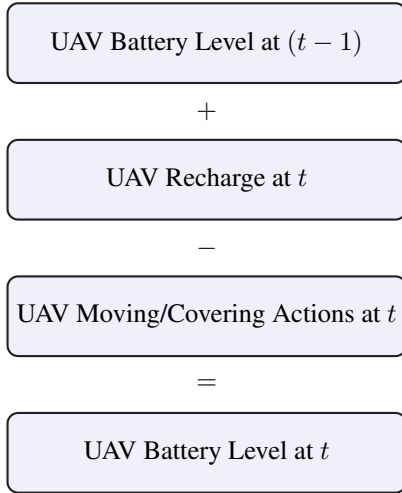 UAV Battery Level at (t − 1)
+
UAV Recharge at t
−
UAV Moving/Covering Actions at t
=
UAV Battery Level at t